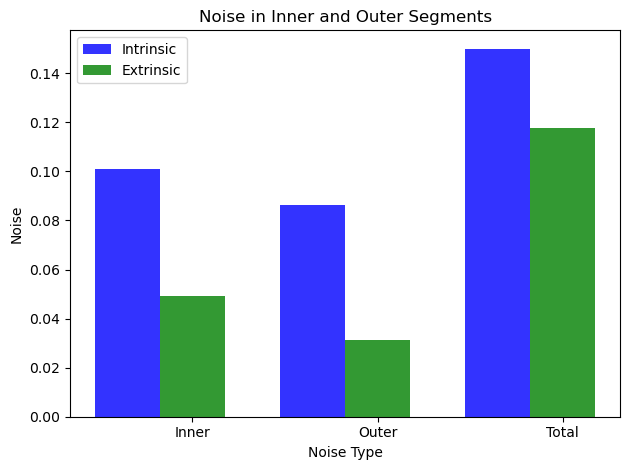 Noise in Inner and Outer Segments
Intrinsic
Extrinsic
Noise
0.14
0.12
0.10
0.08
0.06
0.04
0.02
0.00
Inner
Outer
Total
Noise Type